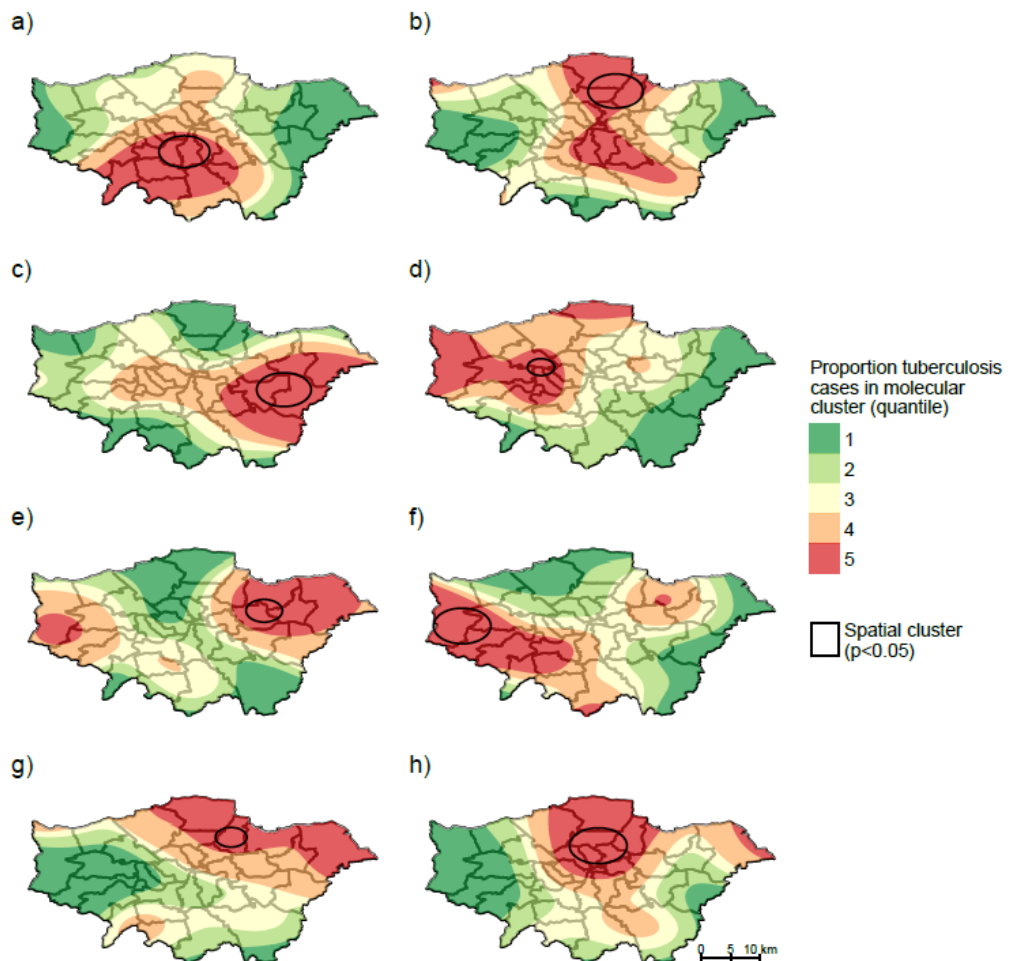 a)
b)
c)
d)
Proportion tuberculosis
cases in molecular
cluster (quantile)
1
2
3
4
5
e)
f)
Spatial cluster
(p<0.05)
g)
h)
0 5 10 km